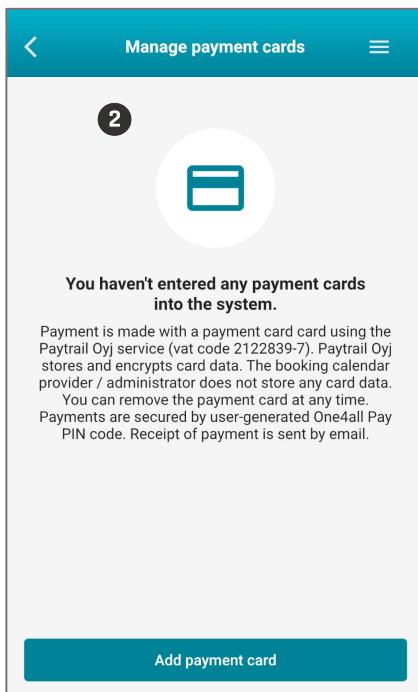 Manage payment cards
2
You haven't entered any payment cards
into the system.
Payment is made with a payment card card using the
Paytrail Oyj service (vat code 2122839-7). Paytrail Oyj
stores and encrypts card data. The booking calendar
provider / administrator does not store any card data.
You can remove the payment card at any time.
Payments are secured by user-generated One4all Pay
PIN code. Receipt of payment is sent by email.
Add payment card